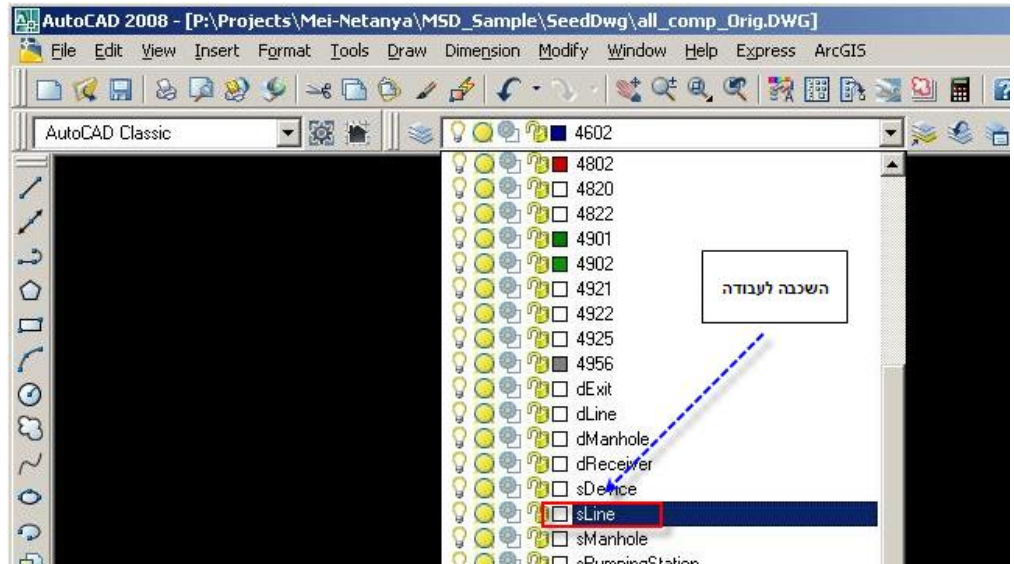 AutoCAD 2008 - [P:\Projects\Mei-Netanya\MSD_Sample\SeedDwg\all_comp_Orig.DWG]
File Edit View Insert Format Tools Draw Dimension Modify Window Help Express ArcGIS
AutoCAD Classic
4602
4802
4820
4822
4901
4902
4921
השכבה לעבודה
4922
4925
4956
dExit
dLine
dManhole
dReceiver
sDevice
sLine
sManhole
sPumpingStation